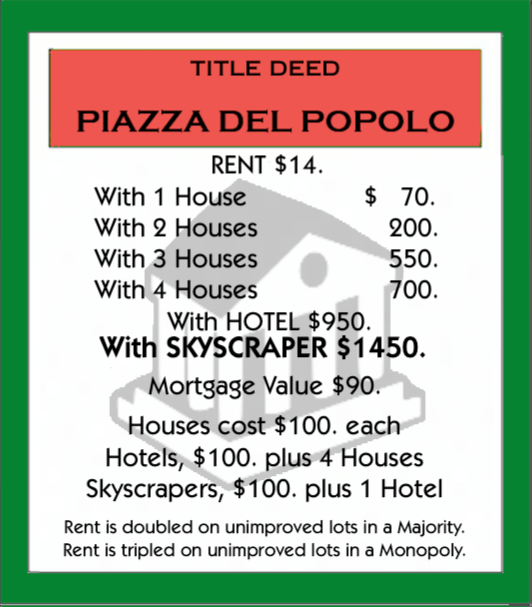 TITLE DEED
PIAZZA DEL POPOLO
RENT $14.
With 1 House $ 70.
With 2 Houses 200.
With 3 Houses 550.
With 4 Houses 700.
With HOTEL $950.
With SKYSCRAPER $1450.
Mortgage Value $90.
Houses cost $100. each
Hotels, $100. plus 4 Houses
Skyscrapers, $100. plus 1 Hotel
Rent is doubled on unimproved lots in a Majority.
Rent is tripled on unimproved lots in a Monopoly.